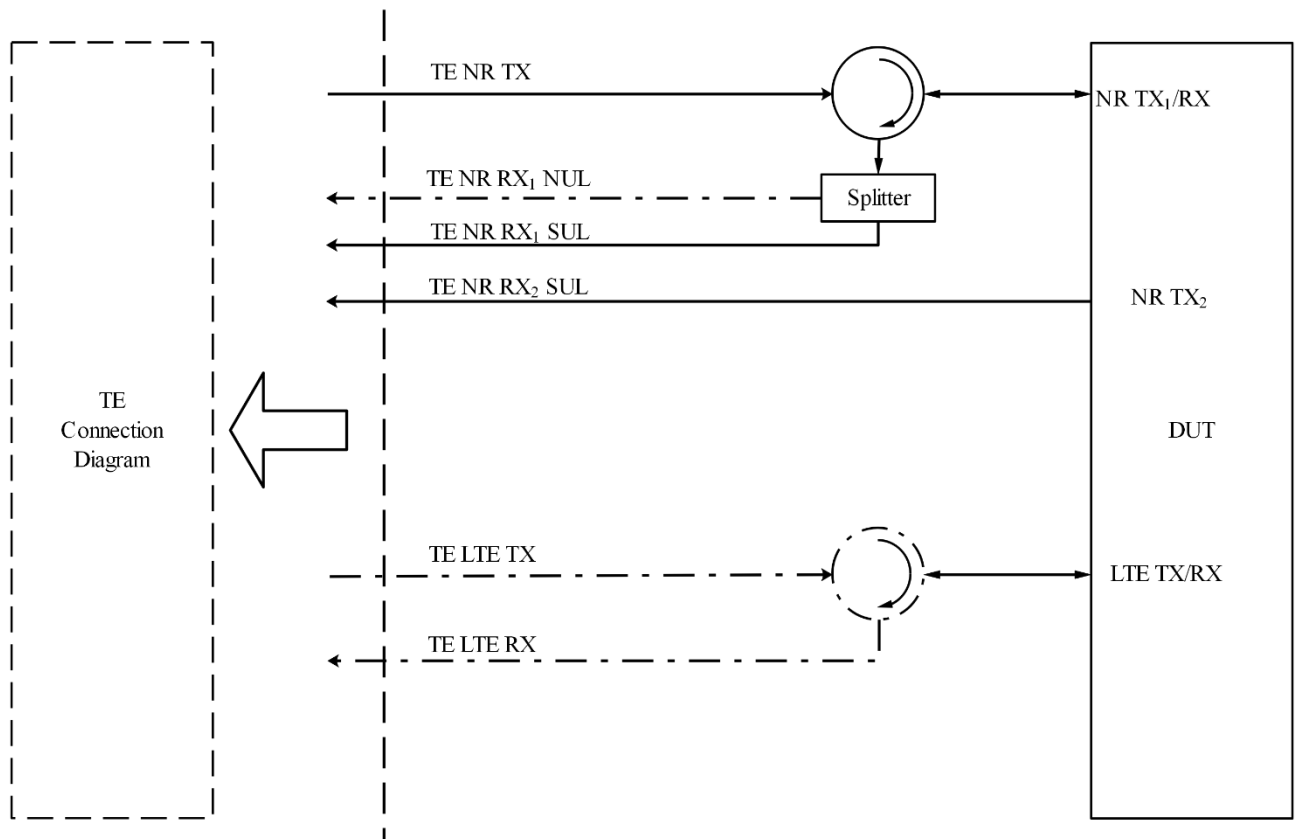 TE NR TX
NR TX₁/RX
TE NR RX₁ NUL
Splitter
TE NR RX₁ SUL
TE NR RX₂ SUL
NR TX₂
TE
Connection
Diagram
DUT
TE LTE TX
LTE TX/RX
TE LTE RX